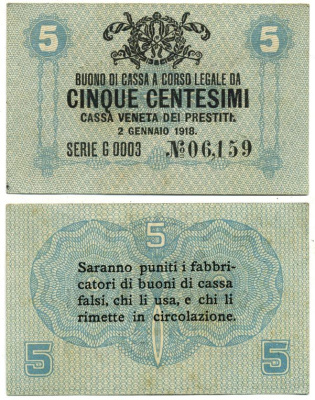 5 5
BUONO DI CASSA A CORSO LEGALE DA
CINQUE CENTESIMI
CASSA VENETA DEI PRESTITI.
2 GENNAIO 1918.
SERIE G 0003 No 06,159
5
Saranno puniti i fabbri-
catori di buoni di cassa
falsi, chi li usa, e chi li
rimette in circolazione.
5 5